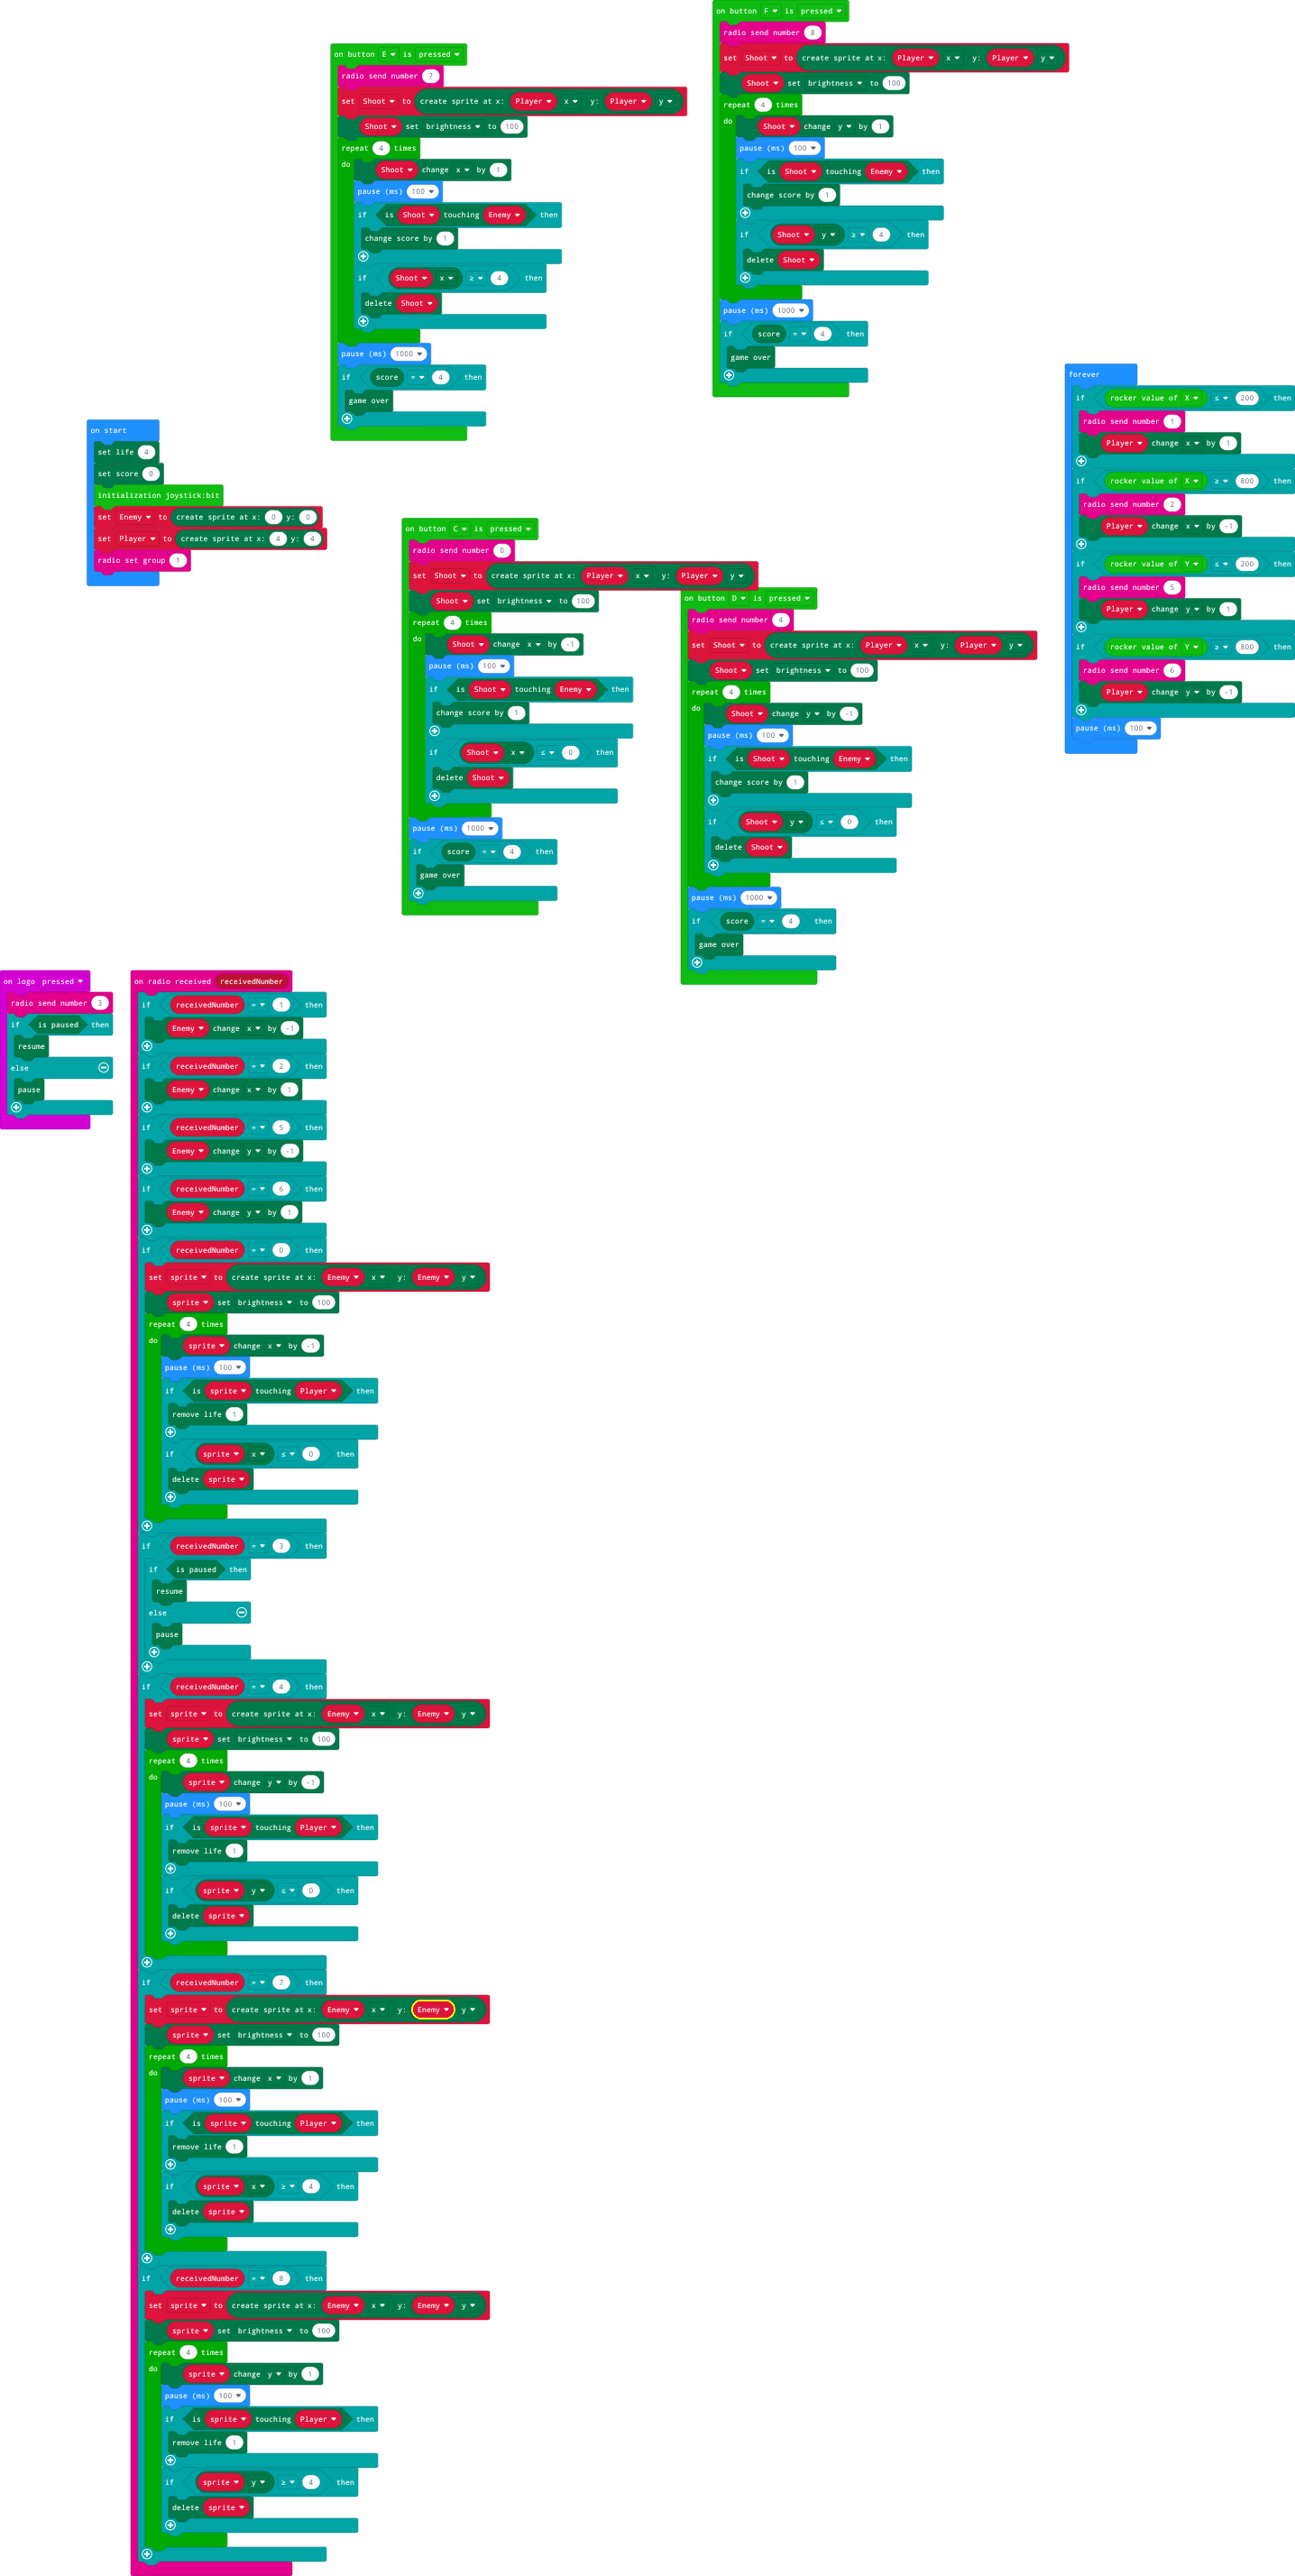 on button E is pressed
radio send number 7
set Shoot to create sprite at x: Player x y: Player y
Shoot set brightness to 100
repeat 4 times
do Shoot change x by 1
pause (ms) 100
if is Shoot touching Enemy then
change score by 1
if Shoot x ≥ 4 then
delete Shoot
pause (ms) 1000
if score = 4 then
game over
on button F is pressed
radio send number 8
set Shoot to create sprite at x: Player x y: Player y
Shoot set brightness to 100
repeat 4 times
do Shoot change y by 1
pause (ms) 100
if is Shoot touching Enemy then
change score by 1
if Shoot y ≥ 4 then
delete Shoot
pause (ms) 1000
if score = 4 then
game over
forever
if rocker value of X ≤ 200 then
radio send number 1
Player change x by 1
if rocker value of X ≥ 800 then
radio send number 2
Player change x by -1
if rocker value of Y ≤ 200 then
radio send number 5
Player change y by 1
if rocker value of Y ≥ 800 then
radio send number 6
Player change y by -1
pause (ms) 100
on start
set life 4
set score 0
initialization joystick:bit
set Enemy to create sprite at x: 0 y: 0
set Player to create sprite at x: 4 y: 4
radio set group 1
on button C is pressed
radio send number 0
set Shoot to create sprite at x: Player x y: Player y
Shoot set brightness to 100
repeat 4 times
do Shoot change x by -1
pause (ms) 100
if is Shoot touching Enemy then
change score by 1
if Shoot x ≤ 0 then
delete Shoot
pause (ms) 1000
if score = 4 then
game over
on button D is pressed
radio send number 4
set Shoot to create sprite at x: Player x y: Player y
Shoot set brightness to 100
repeat 4 times
do Shoot change y by -1
pause (ms) 100
if is Shoot touching Enemy then
change score by 1
if Shoot y ≤ 0 then
delete Shoot
pause (ms) 1000
if score = 4 then
game over
on logo pressed
radio send number 3
if is paused then
resume
else
pause
on radio received receivedNumber
if receivedNumber = 1 then
Enemy change x by -1
if receivedNumber = 2 then
Enemy change x by 1
if receivedNumber = 5 then
Enemy change y by -1
if receivedNumber = 6 then
Enemy change y by 1
if receivedNumber = 0 then
set sprite to create sprite at x: Enemy x y: Enemy y
sprite set brightness to 100
repeat 4 times
do sprite change x by -1
pause (ms) 100
if is sprite touching Player then
remove life 1
if sprite x ≤ 0 then
delete sprite
if receivedNumber = 3 then
if is paused then
resume
else
pause
if receivedNumber = 4 then
set sprite to create sprite at x: Enemy x y: Enemy y
sprite set brightness to 100
repeat 4 times
do sprite change y by -1
pause (ms) 100
if is sprite touching Player then
remove life 1
if sprite y ≤ 0 then
delete sprite
if receivedNumber = 7 then
set sprite to create sprite at x: Enemy x y: Enemy y
sprite set brightness to 100
repeat 4 times
do sprite change x by 1
pause (ms) 100
if is sprite touching Player then
remove life 1
if sprite x ≥ 4 then
delete sprite
if receivedNumber = 8 then
set sprite to create sprite at x: Enemy x y: Enemy y
sprite set brightness to 100
repeat 4 times
do sprite change y by 1
pause (ms) 100
if is sprite touching Player then
remove life 1
if sprite y ≥ 4 then
delete sprite